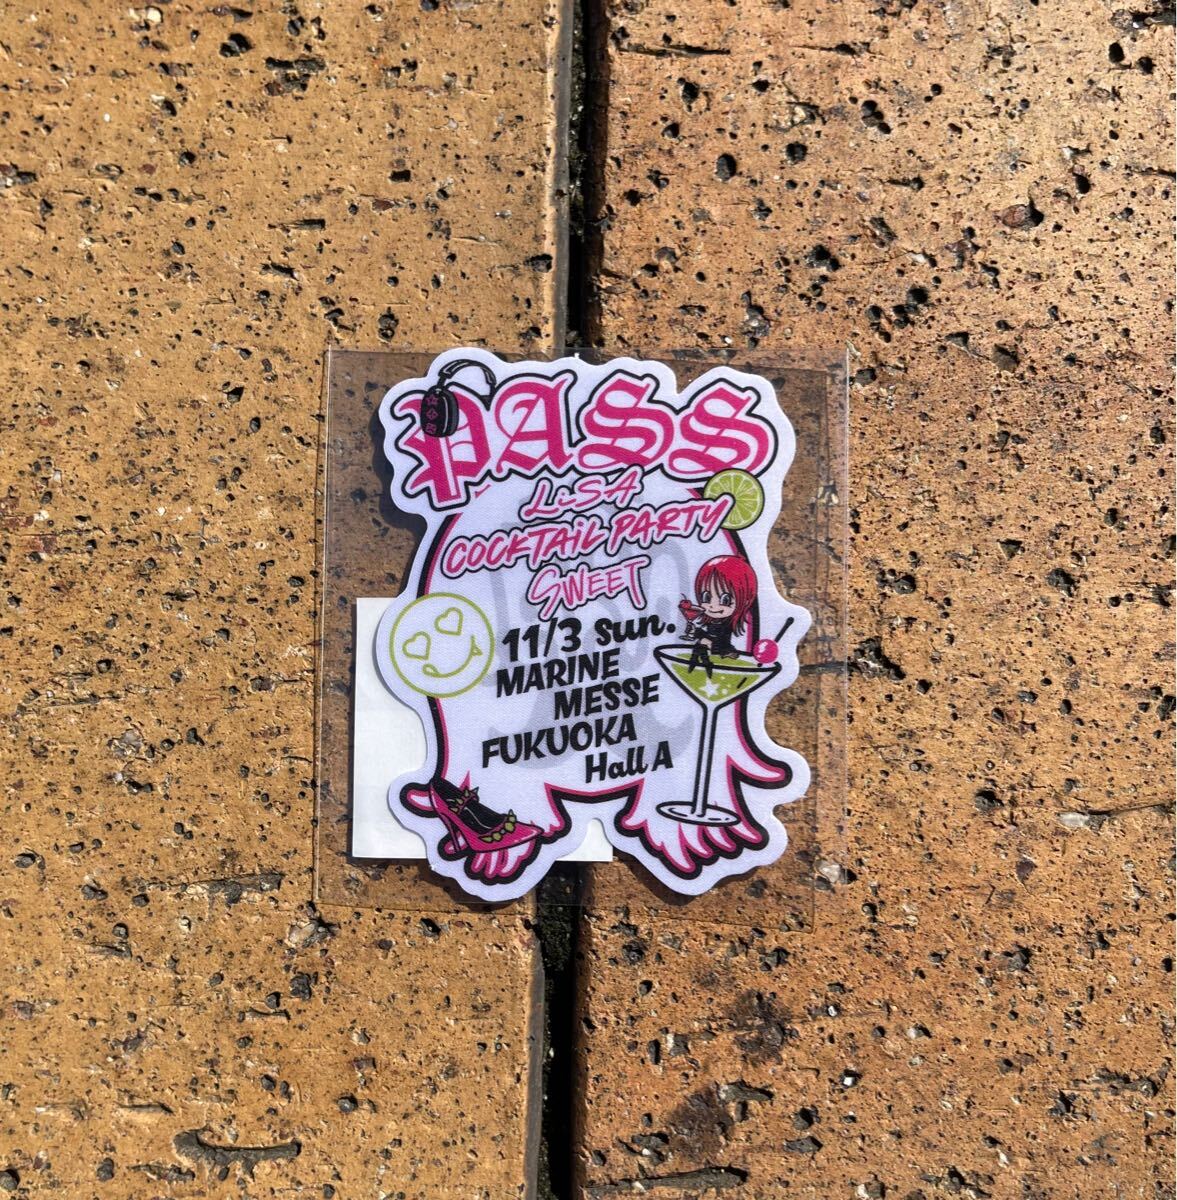 PASS
LiSA
COCKTAiL PARTY
SWEET
11/3 sun.
MARINE
MESSE
FUKUOKA
Hall A